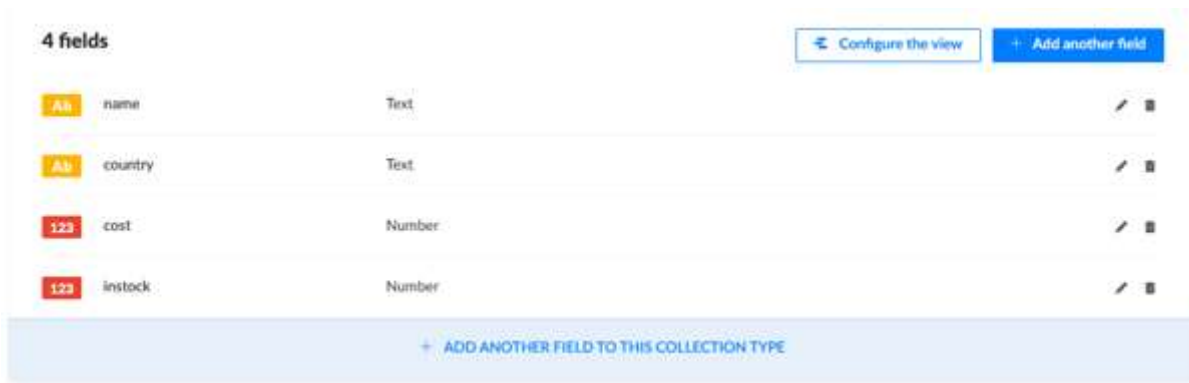 4 fields
Configure the view
+ Add another field
Ab name Text
Ab country Text
123 cost Number
123 instock Number
+ ADD ANOTHER FIELD TO THIS COLLECTION TYPE